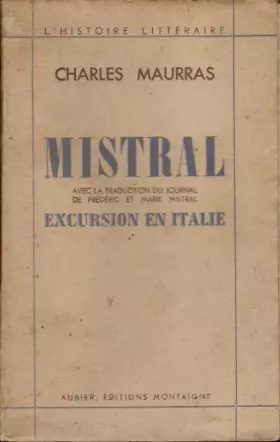 L'HISTOIRE LITTÉRAIRE
CHARLES MAURRAS
MISTRAL
AVEC LA TRADUCTION DU JOURNAL
DE FRÉDÉRIC ET MARIE MISTRAL
EXCURSION EN ITALIE
AUBIER, ÉDITIONS MONTAIGNE